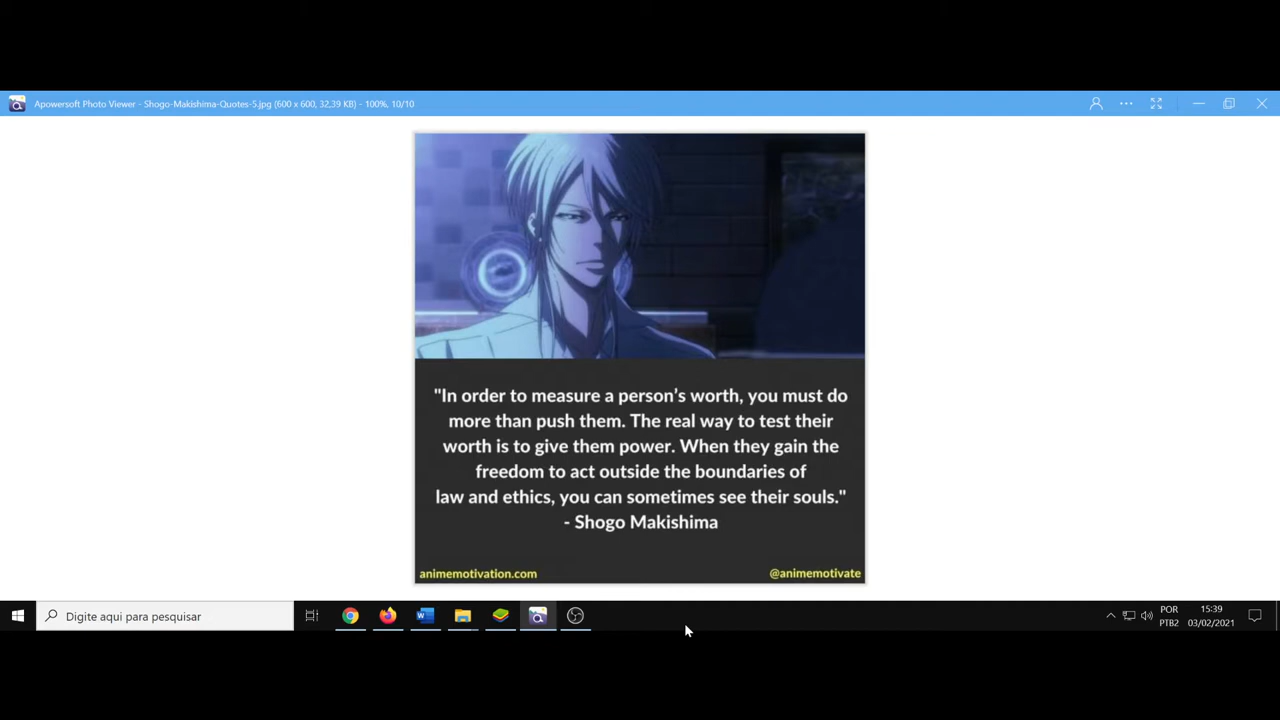 Apowersoft Photo Viewer - Shogo-Makishima-Quotes-5.jpg (600 x 600, 32,39 KB) - 100%, 10/10
"In order to measure a person's worth, you must do
more than push them. The real way to test their
worth is to give them power. When they gain the
freedom to act outside the boundaries of
law and ethics, you can sometimes see their souls."
- Shogo Makishima
animemotivation.com @animemotivate
Digite aqui para pesquisar
POR 15:39
PTB2 03/02/2021